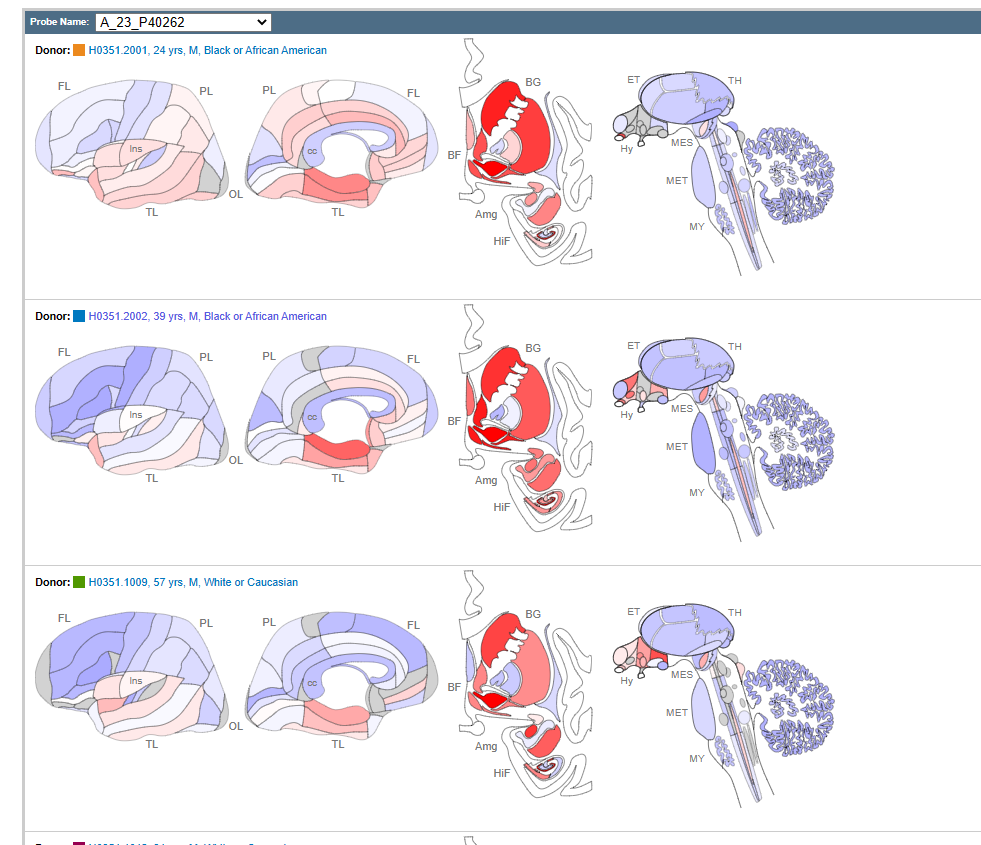 Probe Name: A_23_P40262
Donor: H0351.2001, 24 yrs, M, Black or African American
FL PL PL FL BG ET TH
Ins cc BF Hy MES
MET
OL
TL TL Amg MY
HiF
Donor: H0351.2002, 39 yrs, M, Black or African American
FL PL PL FL BG ET TH
Ins cc BF Hy MES
MET
OL
TL TL Amg MY
HiF
Donor: H0351.1009, 57 yrs, M, White or Caucasian
FL PL PL FL BG ET TH
Ins cc BF Hy MES
MET
OL
TL TL Amg MY
HiF